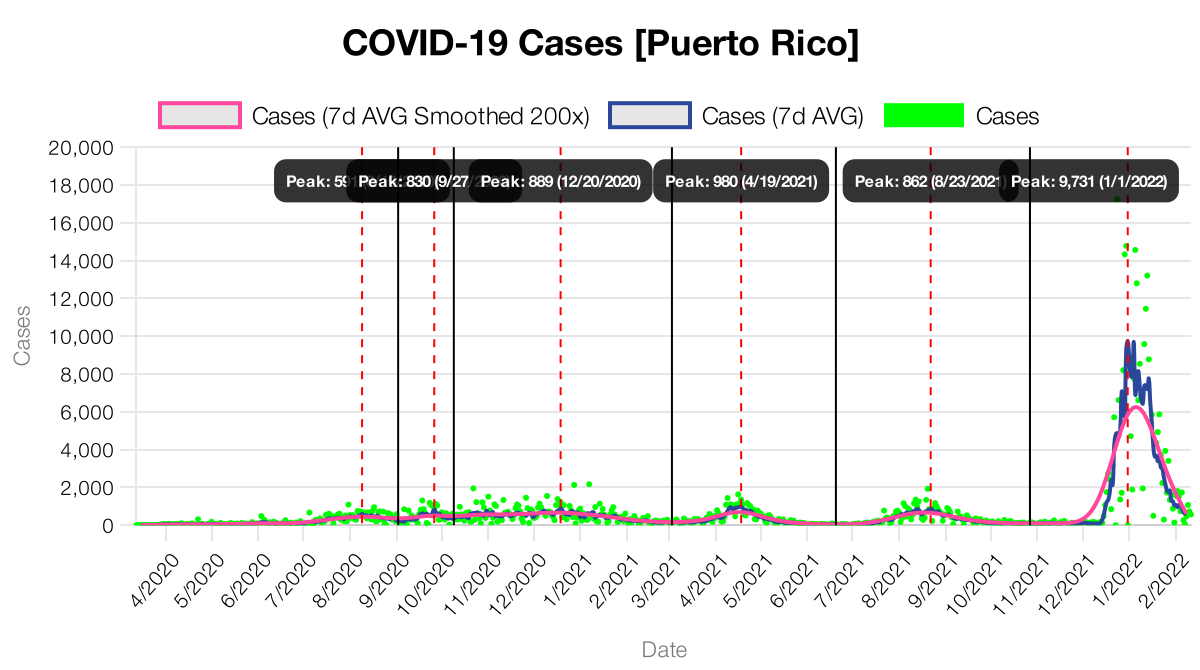 COVID-19 Cases [Puerto Rico]
Cases (7d AVG Smoothed 200x) Cases (7d AVG) Cases
20,000
18,000
16,000
14,000
12,000
10,000
8,000
6,000
4,000
2,000
0
Cases
Peak: Peak: 830 (9/27/ Peak: 889 (12/20/2020) Peak: 980 (4/19/2021) Peak: 862 (8/23/2021) Peak: 9,731 (1/1/2022)
4/2020 5/2020 6/2020 7/2020 8/2020 9/2020 10/2020 11/2020 12/2020 1/2021 2/2021 3/2021 4/2021 5/2021 6/2021 7/2021 8/2021 9/2021 10/2021 11/2021 12/2021 1/2022 2/2022
Date